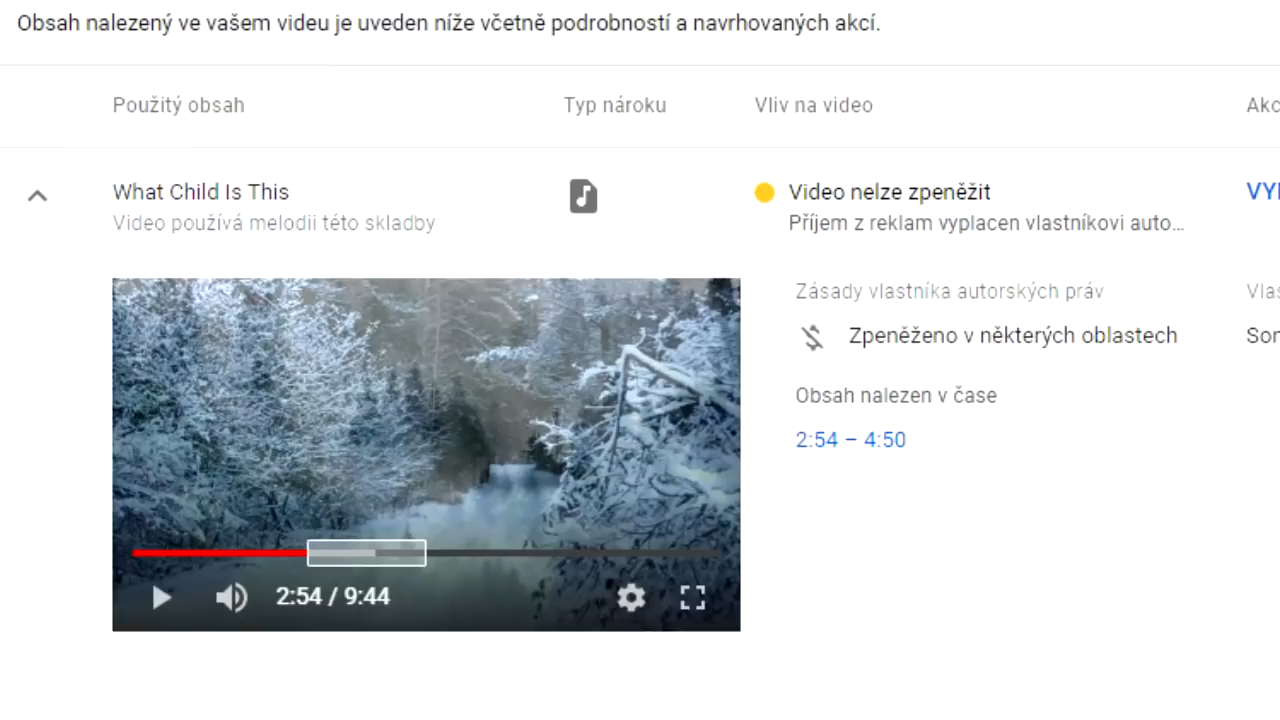 Obsah nalezený ve vašem videu je uveden níže včetně podrobností a navrhovaných akcí.
Použitý obsah Typ nároku Vliv na video
What Child Is This Video nelze zpeněžit
Video používá melodii této skladby Příjem z reklam vyplacen vlastníkovi auto…
Zásady vlastníka autorských práv
Zpeněženo v některých oblastech
Obsah nalezen v čase
2:54 – 4:50
2:54 / 9:44